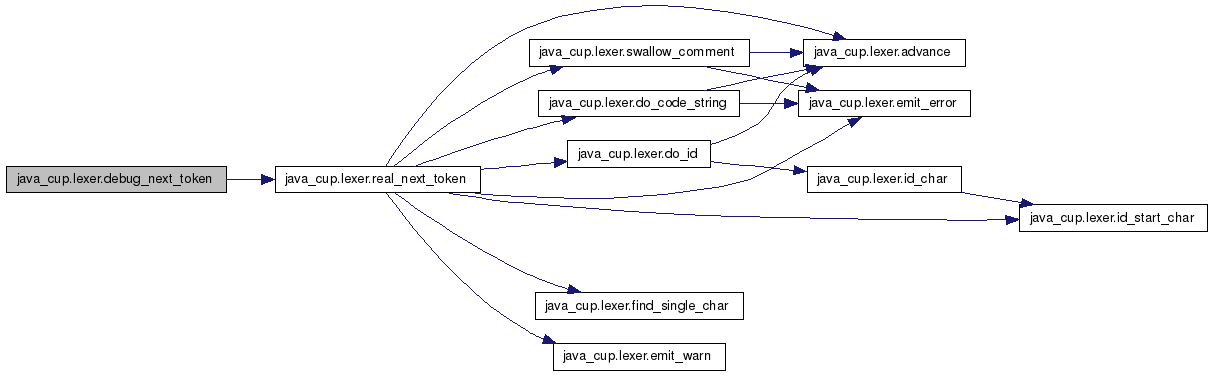 java_cup.lexer.swallow_comment
java_cup.lexer.advance
java_cup.lexer.do_code_string
java_cup.lexer.emit_error
java_cup.lexer.do_id
java_cup.lexer.debug_next_token
java_cup.lexer.real_next_token
java_cup.lexer.id_char
java_cup.lexer.id_start_char
java_cup.lexer.find_single_char
java_cup.lexer.emit_warn